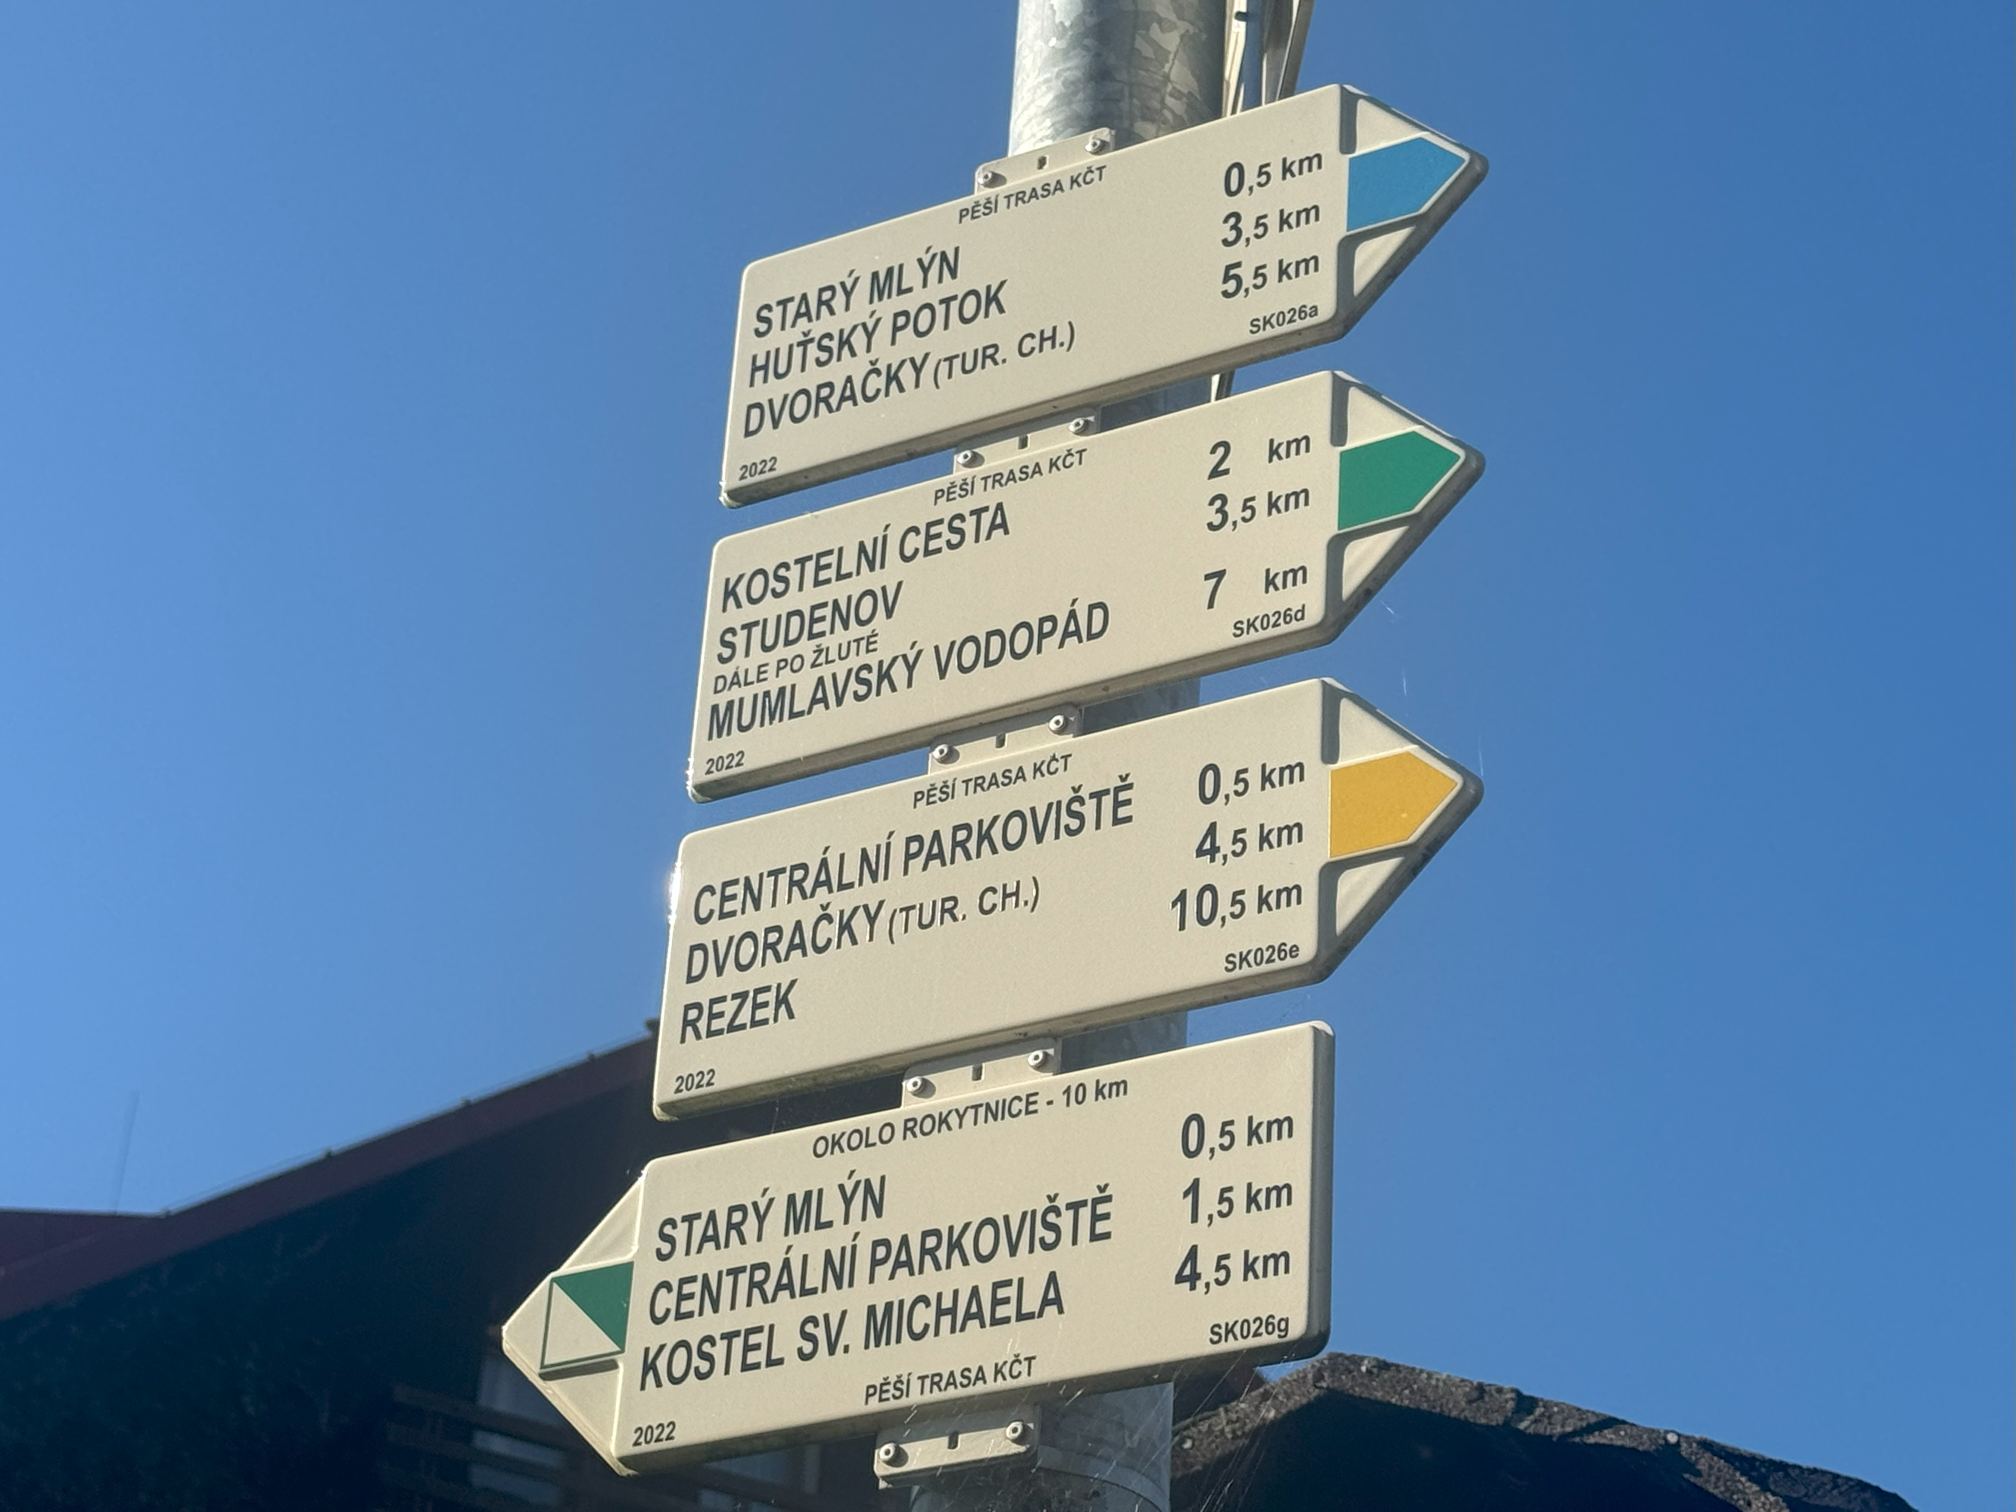 PĚŠÍ TRASA KČT
STARÝ MLÝN 0,5 km
HUŤSKÝ POTOK 3,5 km
DVORAČKY (TUR. CH.) 5,5 km
2022 SK026a
PĚŠÍ TRASA KČT
KOSTELNÍ CESTA 2 km
STUDENOV 3,5 km
DÁLE PO ŽLUTÉ
MUMLAVSKÝ VODOPÁD 7 km
2022 SK026d
PĚŠÍ TRASA KČT
CENTRÁLNÍ PARKOVIŠTĚ 0,5 km
DVORAČKY (TUR. CH.) 4,5 km
REZEK 10,5 km
2022 SK026e
OKOLO ROKYTNICE - 10 km
STARÝ MLÝN 0,5 km
CENTRÁLNÍ PARKOVIŠTĚ 1,5 km
KOSTEL SV. MICHAELA 4,5 km
PĚŠÍ TRASA KČT
2022 SK026g